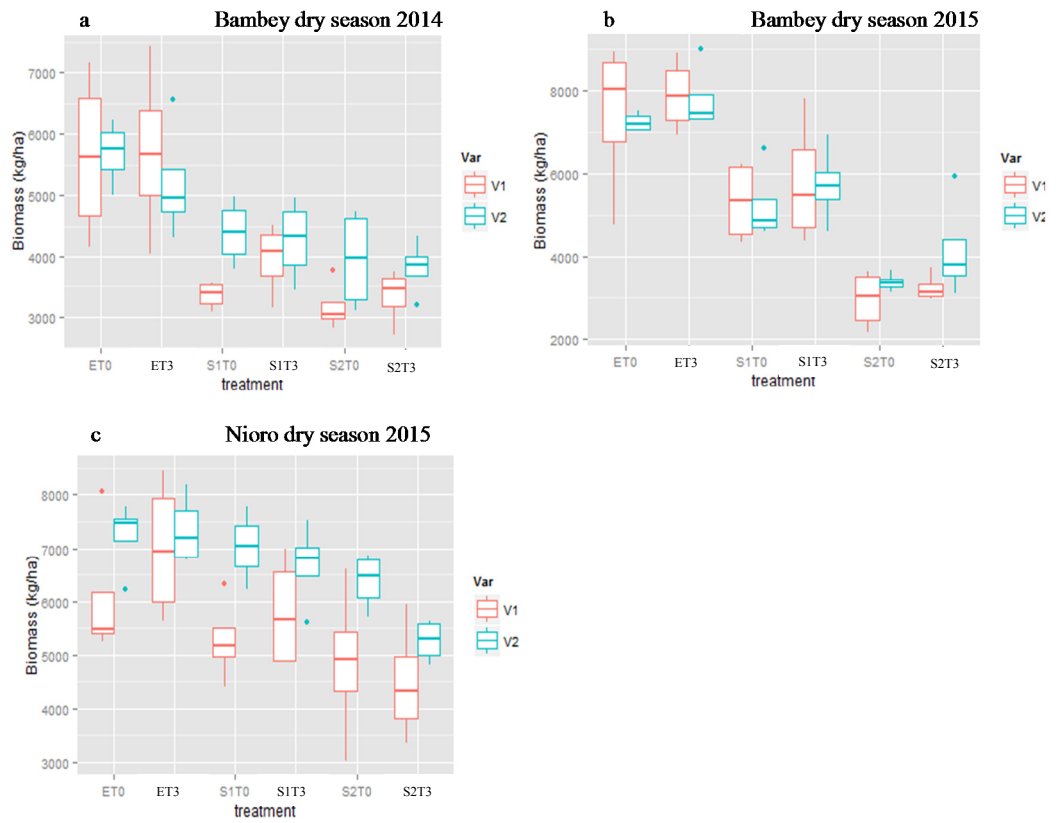 a Bambey dry season 2014
7000
6000
5000
4000
3000
Biomass (kg/ha)
ET0 ET3 S1T0 S1T3 S2T0 S2T3
treatment
Var
V1
V2
b Bambey dry season 2015
8000
6000
4000
2000
Biomass (kg/ha)
ET0 ET3 S1T0 S1T3 S2T0 S2T3
treatment
Var
V1
V2
c Nioro dry season 2015
8000
7000
6000
5000
4000
3000
Biomass (kg/ha)
ET0 ET3 S1T0 S1T3 S2T0 S2T3
treatment
Var
V1
V2